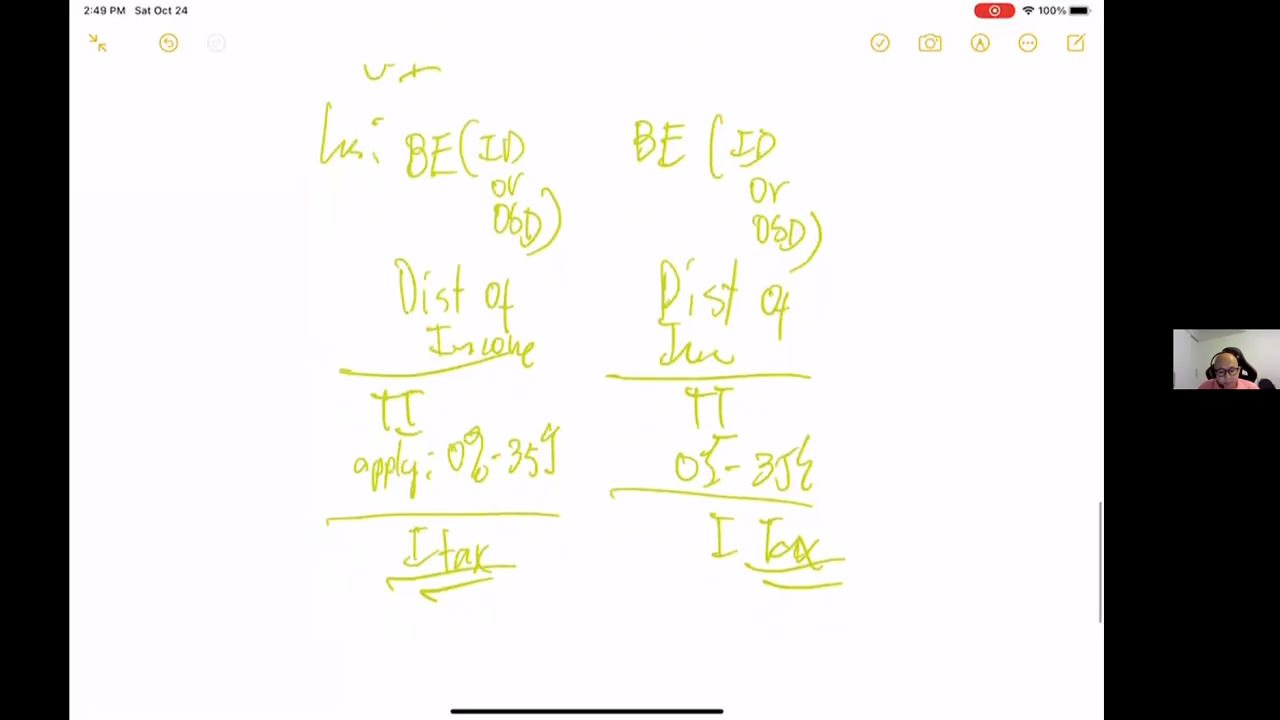 2:49 PM Sat Oct 24
100%
BE (ID BE (ID
or or
OSD) OSD)
Dist of Dist of
Income Inc
TI TI
apply: 0% - 35% 0% - 35%
I tax I Tax